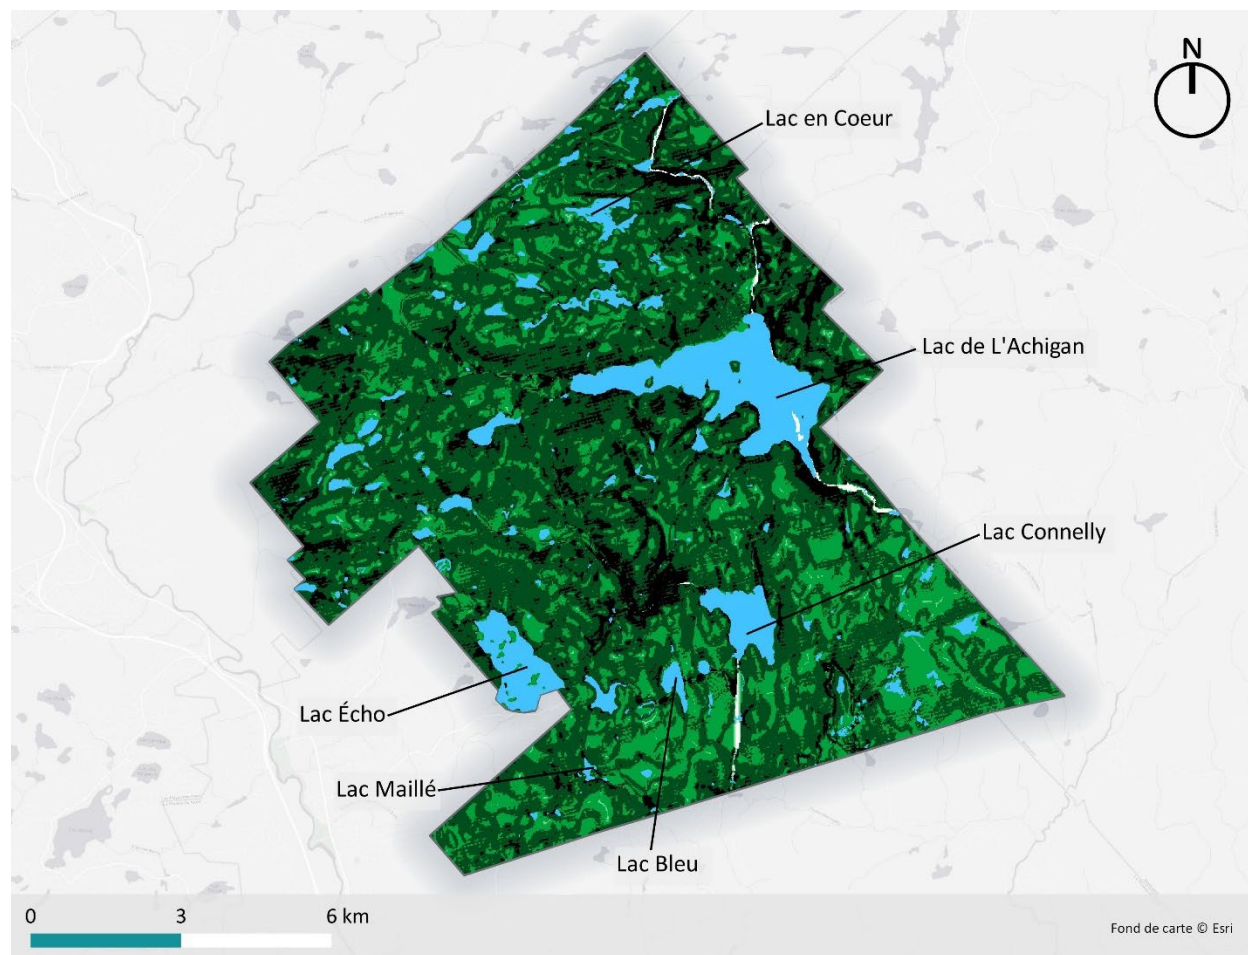 N
Lac en Coeur
Lac de L'Achigan
Lac Connelly
Lac Écho
Lac Maillé
Lac Bleu
0 3 6 km
Fond de carte © Esri